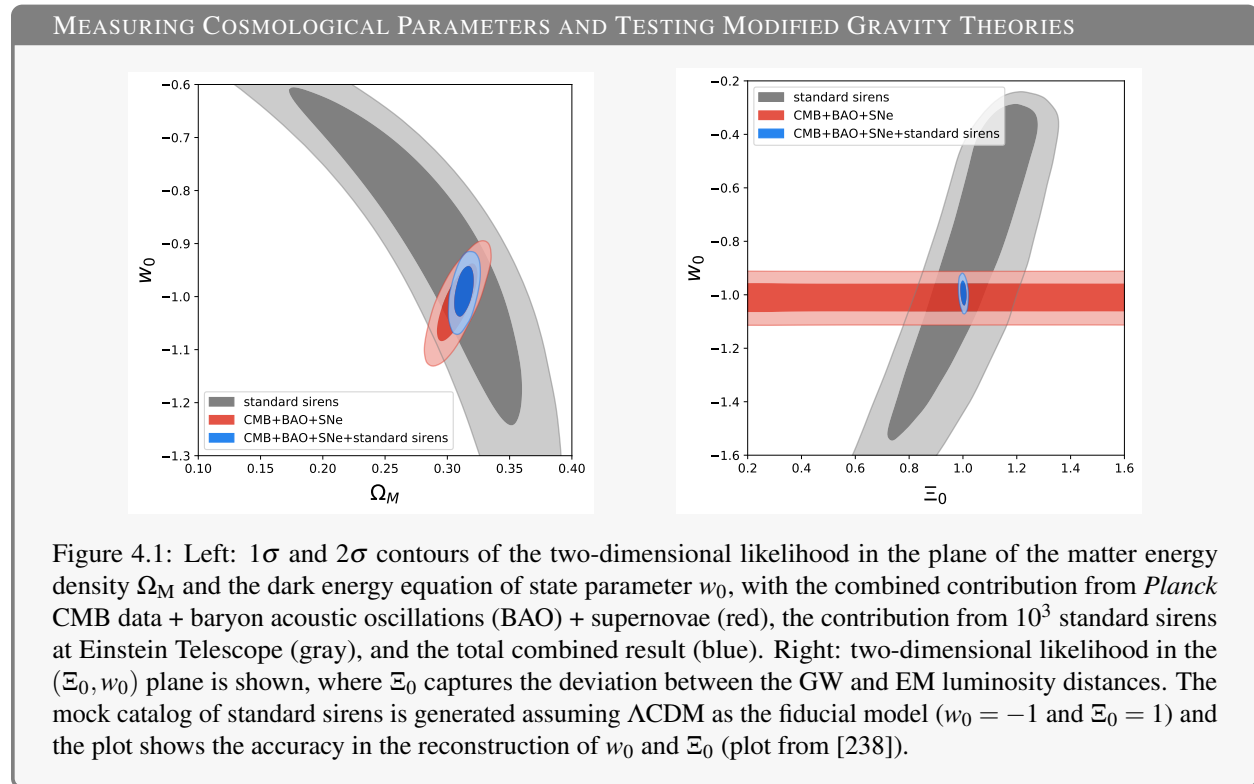 MEASURING COSMOLOGICAL PARAMETERS AND TESTING MODIFIED GRAVITY THEORIES
−0.6
−0.7
−0.8
−0.9
−1.0
−1.1
−1.2
−1.3
w₀
standard sirens
CMB+BAO+SNe
CMB+BAO+SNe+standard sirens
0.10 0.15 0.20 0.25 0.30 0.35 0.40
Ω_M
−0.2
−0.4
−0.6
−0.8
−1.0
−1.2
−1.4
−1.6
w₀
standard sirens
CMB+BAO+SNe
CMB+BAO+SNe+standard sirens
0.2 0.4 0.6 0.8 1.0 1.2 1.4 1.6
Ξ₀
Figure 4.1: Left: 1σ and 2σ contours of the two-dimensional likelihood in the plane of the matter energy
density Ω_M and the dark energy equation of state parameter w₀, with the combined contribution from Planck
CMB data + baryon acoustic oscillations (BAO) + supernovae (red), the contribution from 10³ standard sirens
at Einstein Telescope (gray), and the total combined result (blue). Right: two-dimensional likelihood in the
(Ξ₀, w₀) plane is shown, where Ξ₀ captures the deviation between the GW and EM luminosity distances. The
mock catalog of standard sirens is generated assuming ΛCDM as the fiducial model (w₀ = −1 and Ξ₀ = 1) and
the plot shows the accuracy in the reconstruction of w₀ and Ξ₀ (plot from [238]).